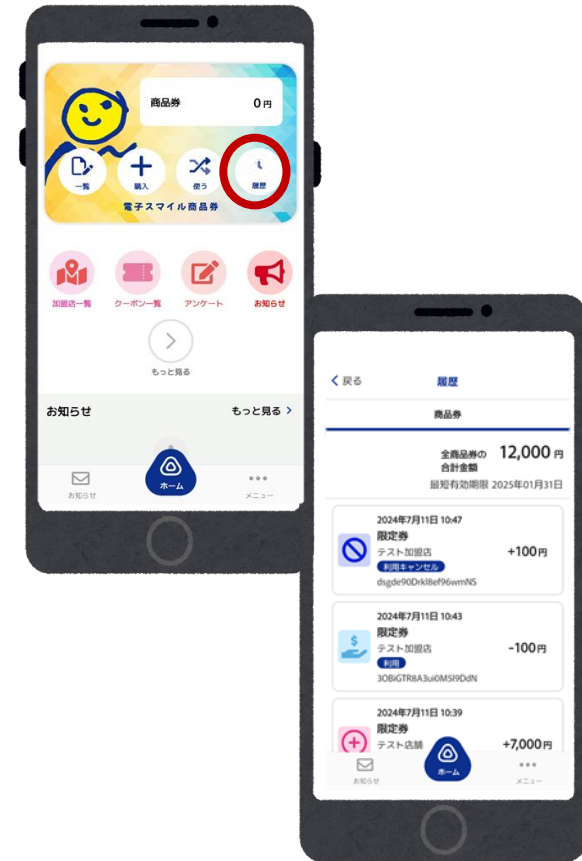 商品券 0 円
一覧 購入 使う 履歴
電子スマイル商品券
加盟店一覧 クーポン一覧 アンケート お知らせ
もっと見る
お知らせ もっと見る
お知らせ ホーム メニュー
戻る 履歴
商品券
全商品券の 12,000 円
合計金額
最短有効期限 2025年01月31日
2024年7月11日 10:47
限定券
テスト加盟店 +100円
利用キャンセル
dsgde90Drkl8ef96wmNS
2024年7月11日 10:43
限定券
テスト加盟店 -100円
利用
3OBiGTR8A3ui0MSI9DdN
2024年7月11日 10:39
限定券
テスト店舗 +7,000円
お知らせ ホーム メニュー